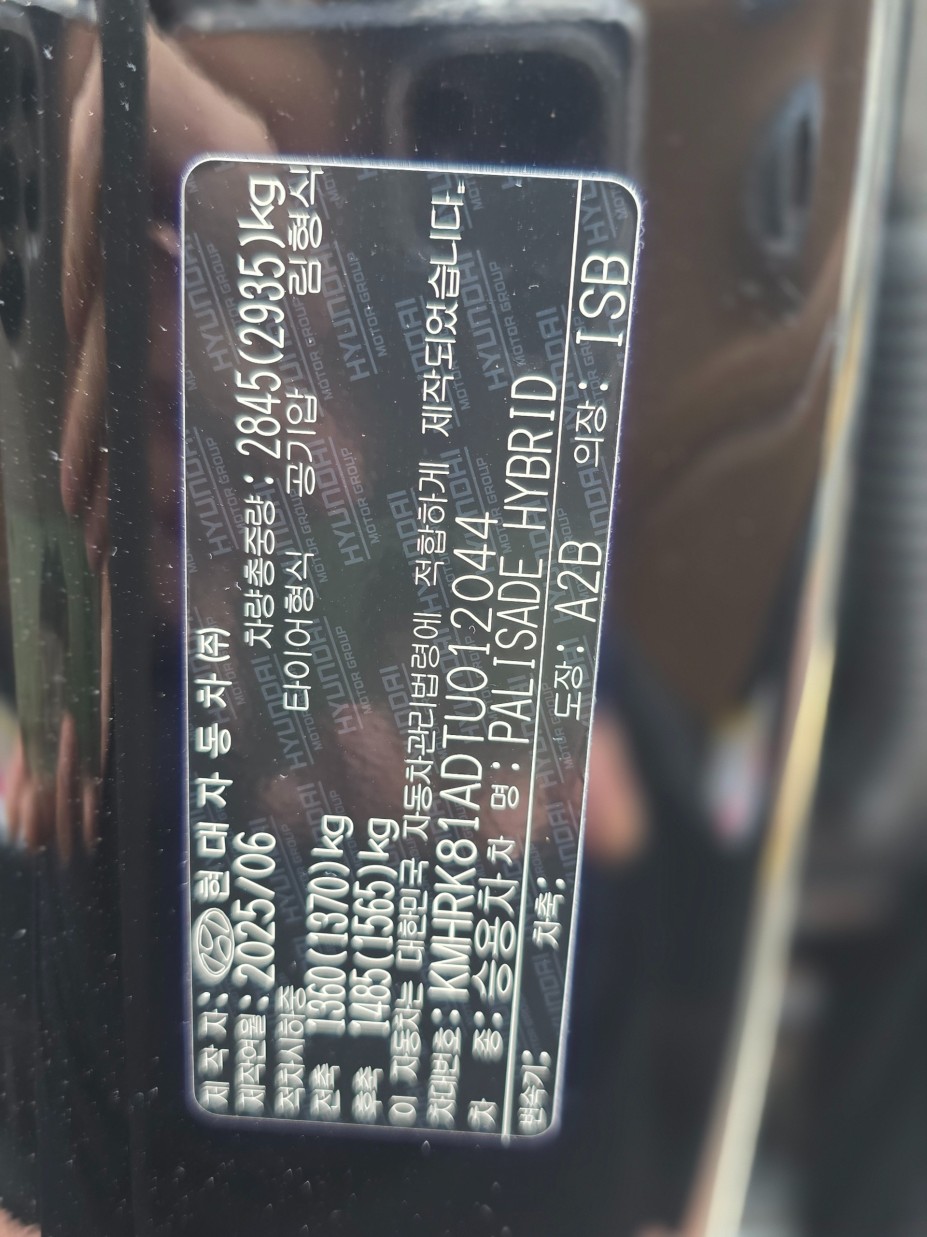 제 작 자: 현 대 자 동 차 (주)
제작연월: 2025/06 차량총중량: 2845(2935)kg
적차시하중 타이어형식 공기압 림형식
전축 1360(1370)kg
후축 1485(1565)kg
이 자동차는 대한민국 자동차관리법령에 적합하게 제작되었습니다.
차대번호: KMHRK81ADTU012044
차 종: 승용차 차 명: PALISADE HYBRID
변속기: 차축: 도장: A2B 의장: ISB
HYUNDAI
MOTOR GROUP